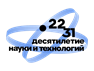 22
•31
десятилетие
науки и технологий